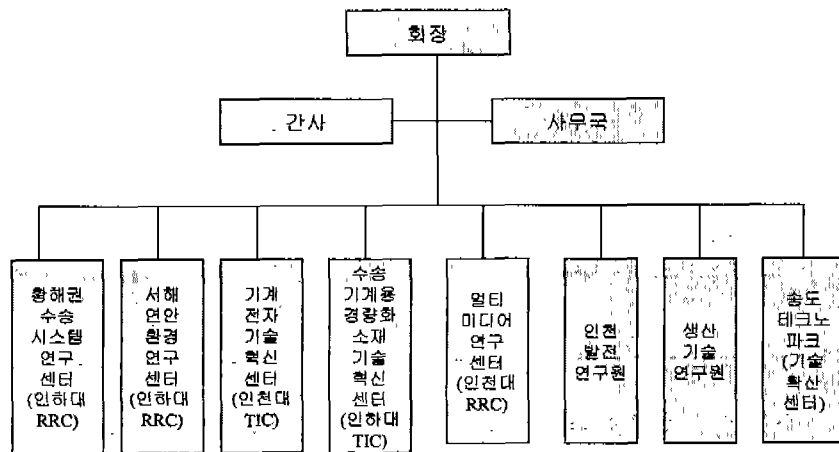 회장
간사
사무국
황해권
수송
시스템
연구
센터
(인하대
RRC)
서해
연안
환경
연구
센터
(인하대
RRC)
기계
전자
기술
혁신
센터
(인천대
TIC)
수송
기계용
경량화
소재
기술
혁신
센터
(인하대
TIC)
멀티
미디어
연구
센터
(인천대
RRC)
인천
발전
연구원
생산
기술
연구원
송도
테크노
파크
(기술
확산
센터)